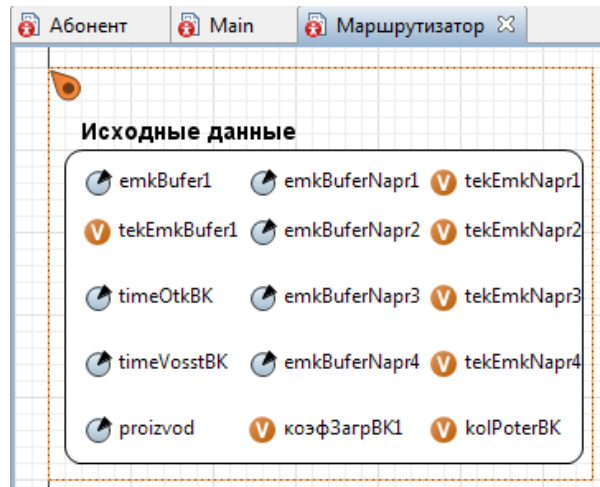 Абонент Main Маршрутизатор
Исходные данные
emkBufer1 emkBuferNapr1 V tekEmkNapr1
V tekEmkBufer1 emkBuferNapr2 V tekEmkNapr2
timeOtkBK emkBuferNapr3 V tekEmkNapr3
timeVosstBK emkBuferNapr4 V tekEmkNapr4
proizvod V коэфЗагрВК1 V kolPoterBK